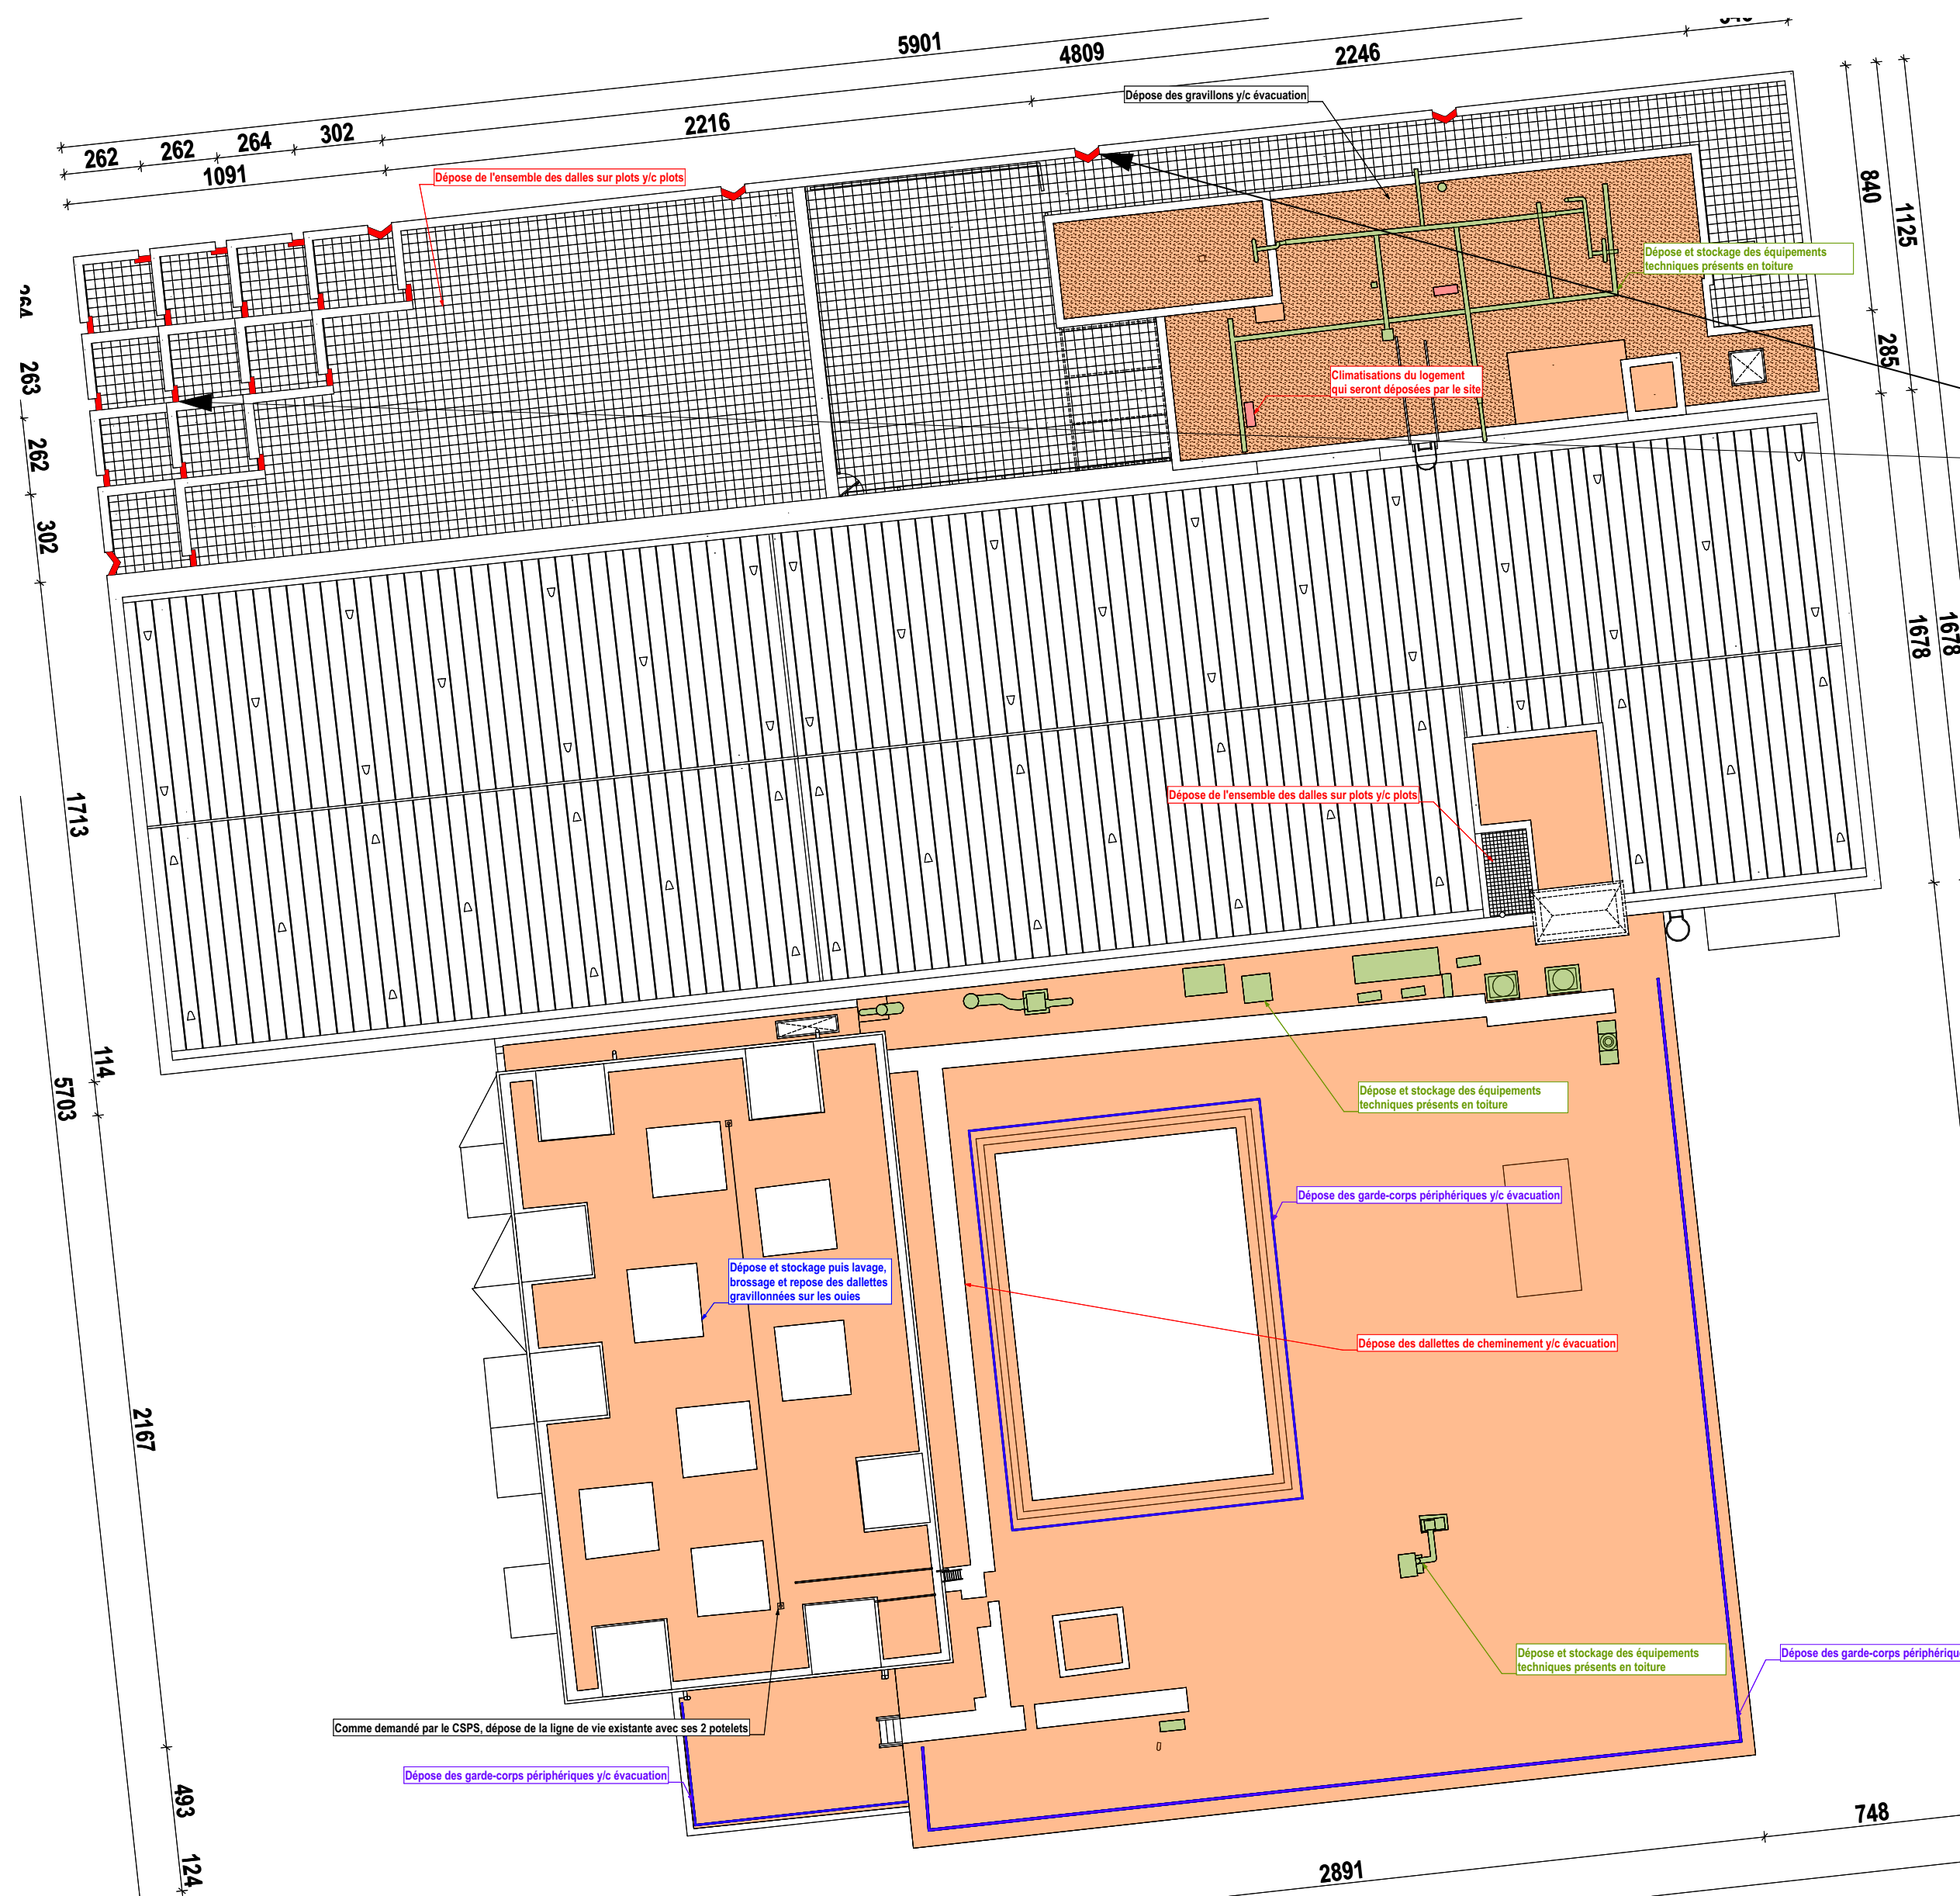 5901
4809
2246
2216
262
262
264
302
1091
Dépose des gravillons y/c évacuation
Dépose de l'ensemble des dalles sur plots y/c plots
840
1125
285
Dépose et stockage des équipements
techniques présents en toiture
Climatisations du logement
qui seront déposées par le site
263
262
302
1678
1678
1713
Dépose de l'ensemble des dalles sur plots y/c plots
114
5703
Dépose et stockage des équipements
techniques présents en toiture
Dépose des garde-corps périphériques y/c évacuation
Dépose et stockage puis lavage,
brossage et repose des dallettes
gravillonnées sur les ouies
Dépose des dallettes de cheminement y/c évacuation
2167
Dépose et stockage des équipements
techniques présents en toiture
Dépose des garde-corps
Comme demandé par le CSPS, dépose de la ligne de vie existante avec ses 2 potelets
Dépose des garde-corps périphériques y/c évacuation
493
748
124
2891